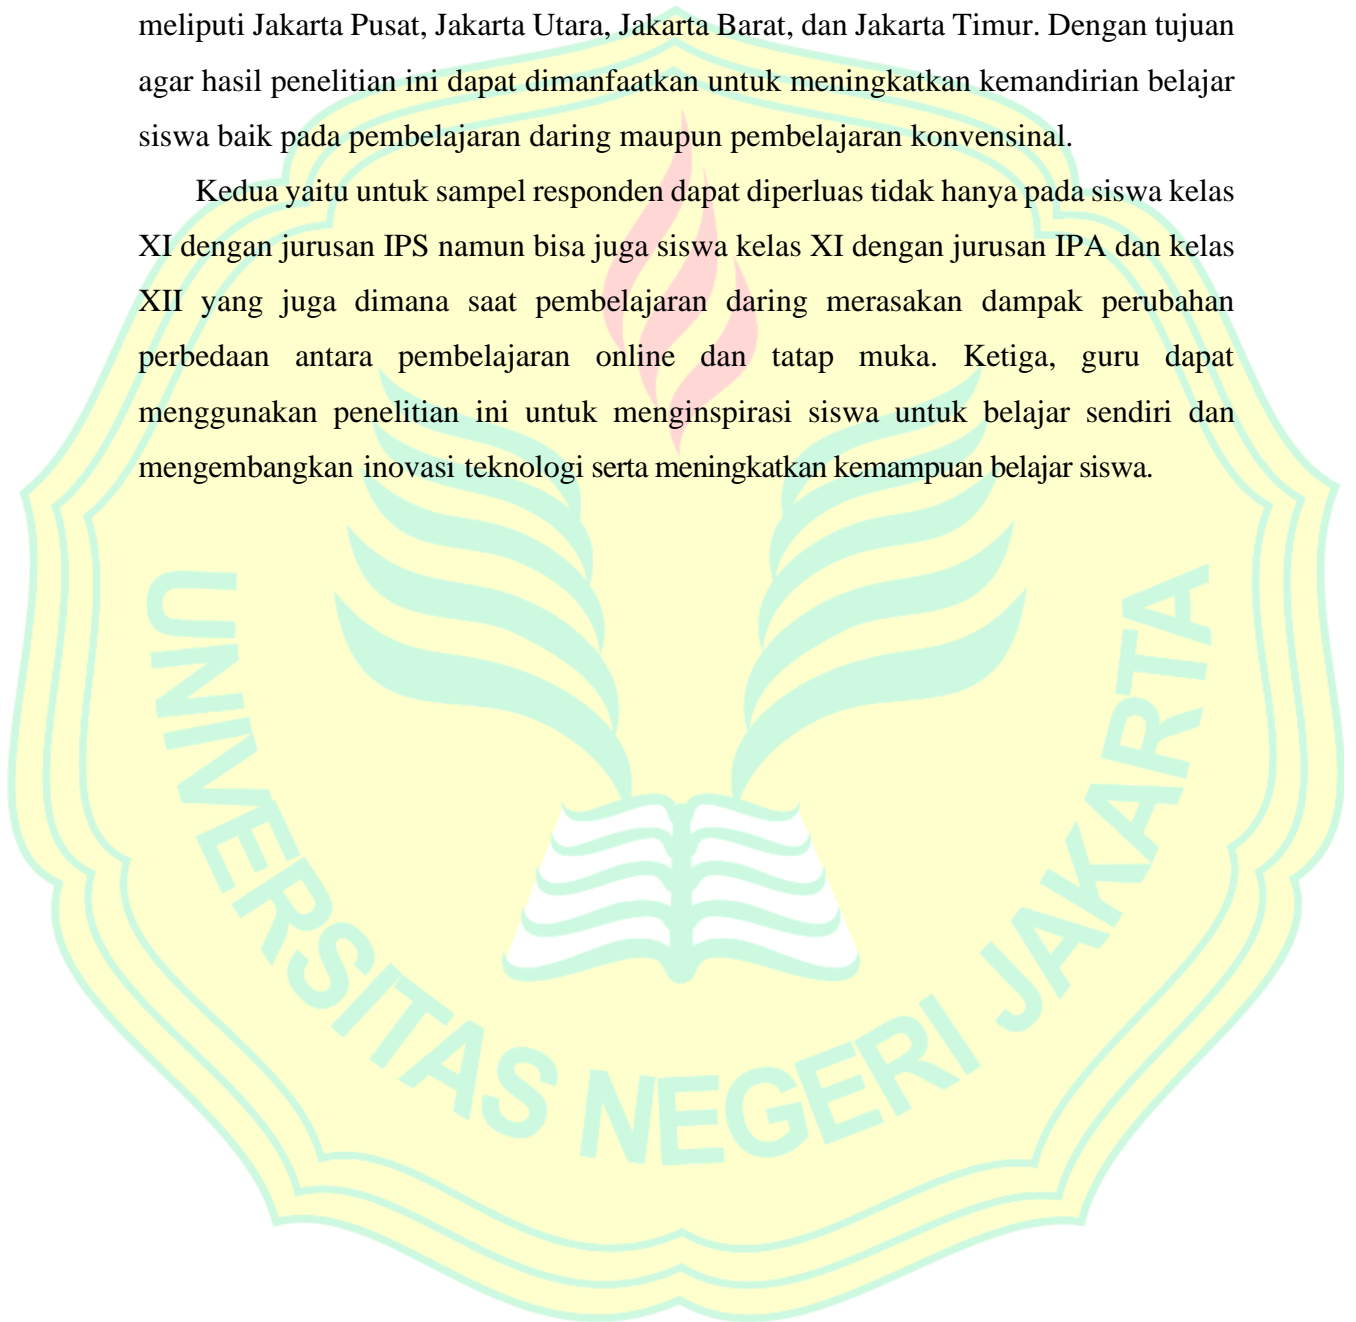 meliputi Jakarta Pusat, Jakarta Utara, Jakarta Barat, dan Jakarta Timur. Dengan tujuan
agar hasil penelitian ini dapat dimanfaatkan untuk meningkatkan kemandirian belajar
siswa baik pada pembelajaran daring maupun pembelajaran konvensinal.
Kedua yaitu untuk sampel responden dapat diperluas tidak hanya pada siswa kelas
XI dengan jurusan IPS namun bisa juga siswa kelas XI dengan jurusan IPA dan kelas
XII yang juga dimana saat pembelajaran daring merasakan dampak perubahan
perbedaan antara pembelajaran online dan tatap muka. Ketiga, guru dapat
menggunakan penelitian ini untuk menginspirasi siswa untuk belajar sendiri dan
mengembangkan inovasi teknologi serta meningkatkan kemampuan belajar siswa.
UNIVERSITAS NEGERI JAKARTA